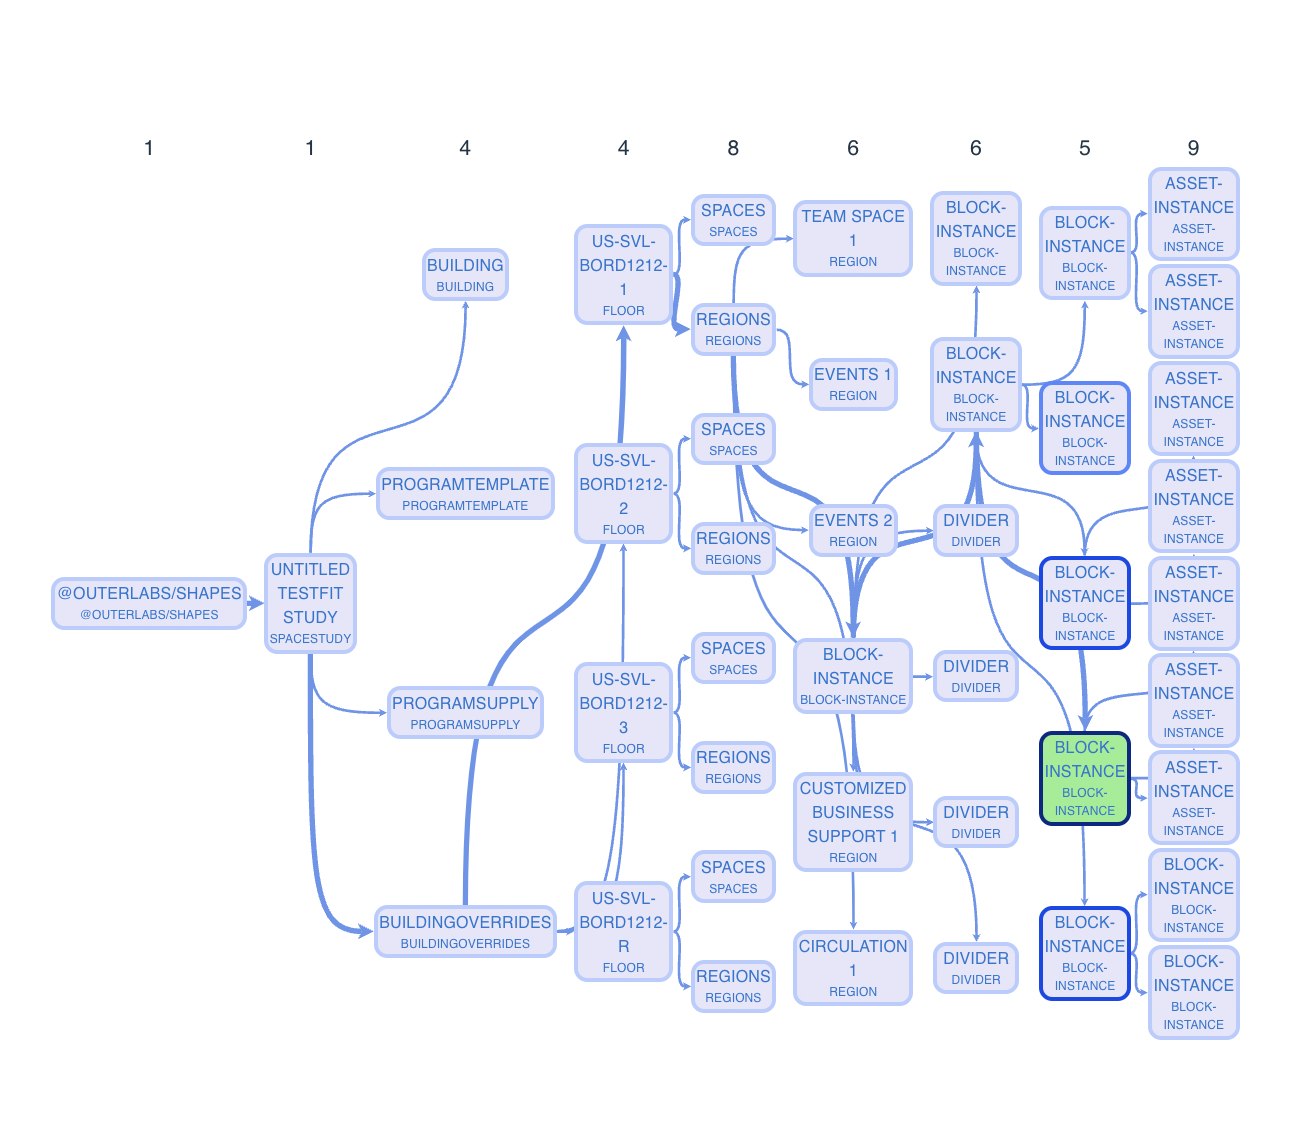 1
1
4
4
8
6
6
5
9
@OUTERLABS/SHAPES
@OUTERLABS/SHAPES
UNTITLED
TESTFIT
STUDY
SPACESTUDY
BUILDING
BUILDING
PROGRAMTEMPLATE
PROGRAMTEMPLATE
PROGRAMSUPPLY
PROGRAMSUPPLY
BUILDINGOVERRIDES
BUILDINGOVERRIDES
US-SVL-
BORD1212-
1
FLOOR
US-SVL-
BORD1212-
2
FLOOR
US-SVL-
BORD1212-
3
FLOOR
US-SVL-
BORD1212-
R
FLOOR
SPACES
SPACES
REGIONS
REGIONS
SPACES
SPACES
REGIONS
REGIONS
SPACES
SPACES
REGIONS
REGIONS
SPACES
SPACES
REGIONS
REGIONS
TEAM SPACE
1
REGION
EVENTS 1
REGION
EVENTS 2
REGION
BLOCK-
INSTANCE
BLOCK-INSTANCE
CUSTOMIZED
BUSINESS
SUPPORT 1
REGION
CIRCULATION
1
REGION
BLOCK-
INSTANCE
BLOCK-
INSTANCE
BLOCK-
INSTANCE
BLOCK-
INSTANCE
DIVIDER
DIVIDER
DIVIDER
DIVIDER
DIVIDER
DIVIDER
DIVIDER
DIVIDER
BLOCK-
INSTANCE
BLOCK-
INSTANCE
BLOCK-
INSTANCE
BLOCK-
INSTANCE
BLOCK-
INSTANCE
BLOCK-
INSTANCE
BLOCK-
INSTANCE
BLOCK-
INSTANCE
BLOCK-
INSTANCE
BLOCK-
INSTANCE
ASSET-
INSTANCE
ASSET-
INSTANCE
ASSET-
INSTANCE
ASSET-
INSTANCE
ASSET-
INSTANCE
ASSET-
INSTANCE
ASSET-
INSTANCE
ASSET-
INSTANCE
ASSET-
INSTANCE
ASSET-
INSTANCE
ASSET-
INSTANCE
ASSET-
INSTANCE
ASSET-
INSTANCE
ASSET-
INSTANCE
BLOCK-
INSTANCE
BLOCK-
INSTANCE
BLOCK-
INSTANCE
BLOCK-
INSTANCE